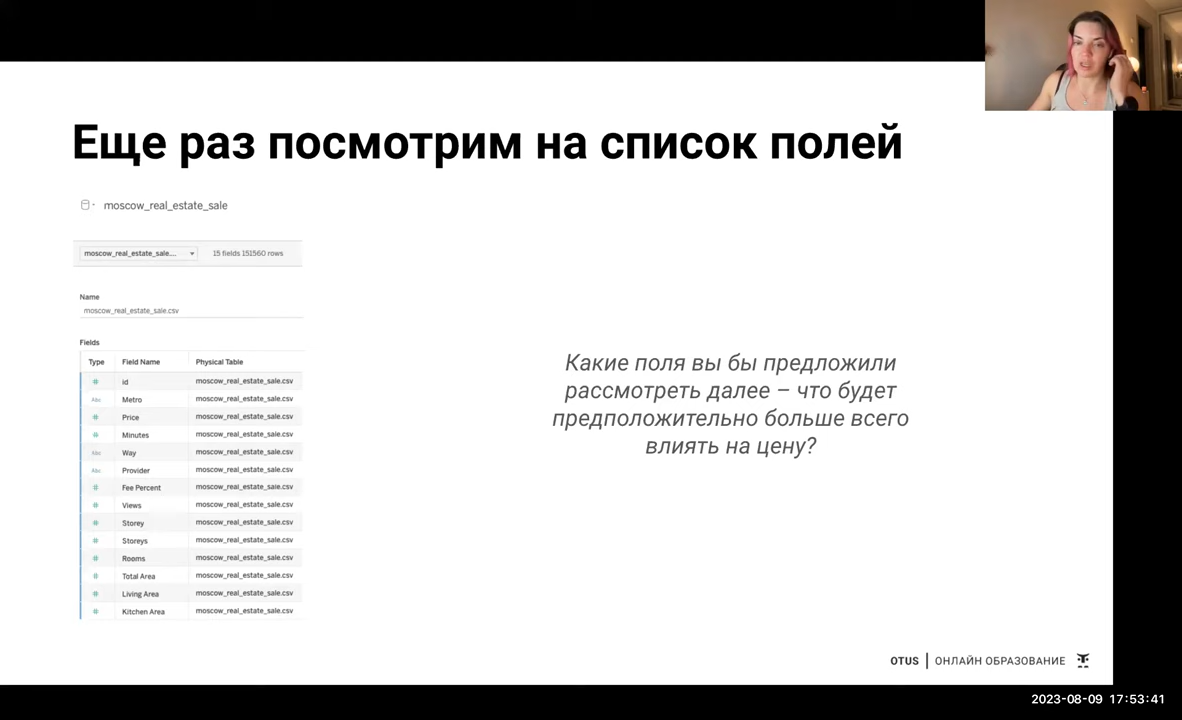 Еще раз посмотрим на список полей
moscow_real_estate_sale
moscow_real_estate_sale.... 15 fields 151560 rows
Name
moscow_real_estate_sale.csv
Fields
Type Field Name Physical Table
# id moscow_real_estate_sale.csv
Abc Metro moscow_real_estate_sale.csv
# Price moscow_real_estate_sale.csv
# Minutes moscow_real_estate_sale.csv
Abc Way moscow_real_estate_sale.csv
Abc Provider moscow_real_estate_sale.csv
# Fee Percent moscow_real_estate_sale.csv
# Views moscow_real_estate_sale.csv
# Storey moscow_real_estate_sale.csv
# Storeys moscow_real_estate_sale.csv
# Rooms moscow_real_estate_sale.csv
# Total Area moscow_real_estate_sale.csv
# Living Area moscow_real_estate_sale.csv
# Kitchen Area moscow_real_estate_sale.csv
Какие поля вы бы предложили
рассмотреть далее – что будет
предположительно больше всего
влиять на цену?
OTUS | ОНЛАЙН ОБРАЗОВАНИЕ
2023-08-09 17:53:41